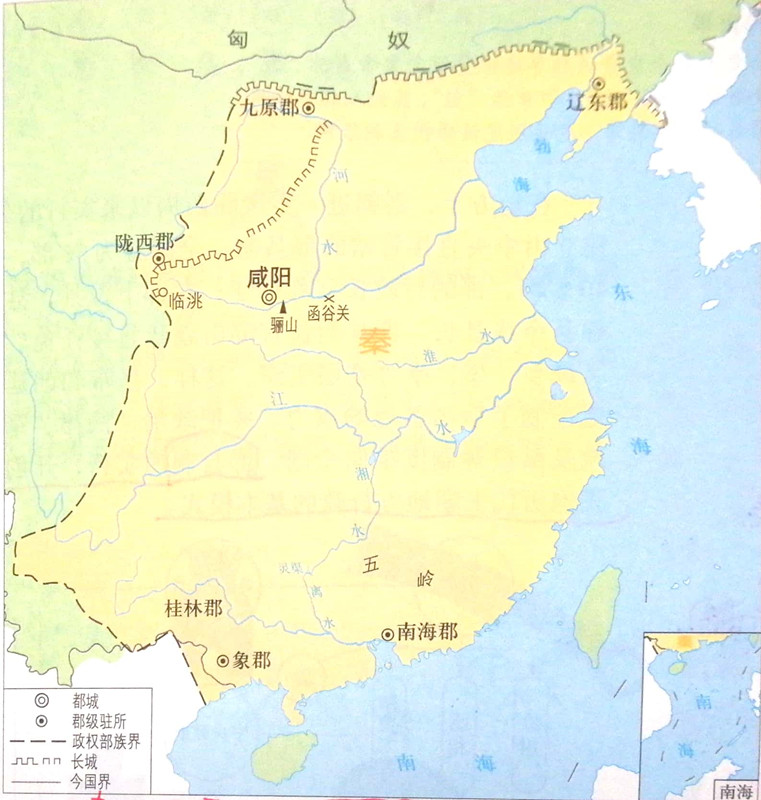 匈奴
九原郡
辽东郡
渤海
河水
陇西郡
临洮
咸阳
骊山
函谷关
秦
淮水
东海
江水
湘水
灵渠
离水
五岭
桂林郡
南海郡
象郡
南海
南海
南海
都城
郡级驻所
政权部族界
长城
今国界